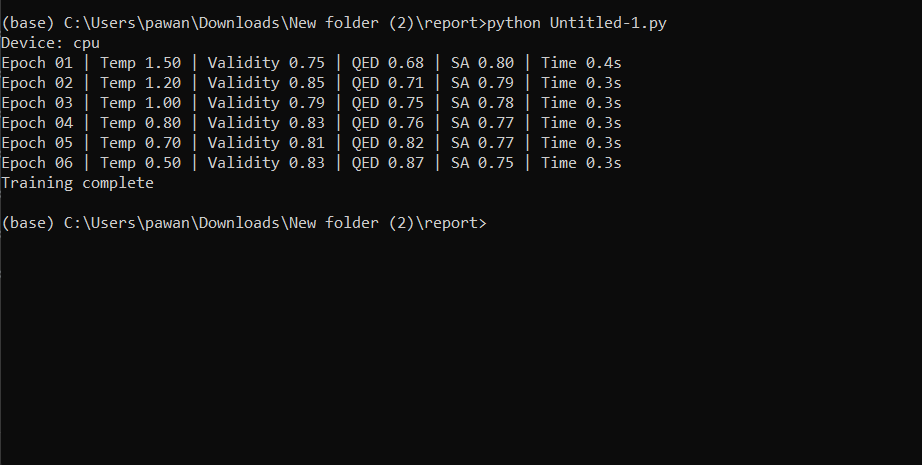 (base) C:\Users\pawan\Downloads\New folder (2)\report>python Untitled-1.py
Device: cpu
Epoch 01 | Temp 1.50 | Validity 0.75 | QED 0.68 | SA 0.80 | Time 0.4s
Epoch 02 | Temp 1.20 | Validity 0.85 | QED 0.71 | SA 0.79 | Time 0.3s
Epoch 03 | Temp 1.00 | Validity 0.79 | QED 0.75 | SA 0.78 | Time 0.3s
Epoch 04 | Temp 0.80 | Validity 0.83 | QED 0.76 | SA 0.77 | Time 0.3s
Epoch 05 | Temp 0.70 | Validity 0.81 | QED 0.82 | SA 0.77 | Time 0.3s
Epoch 06 | Temp 0.50 | Validity 0.83 | QED 0.87 | SA 0.75 | Time 0.3s
Training complete
(base) C:\Users\pawan\Downloads\New folder (2)\report>